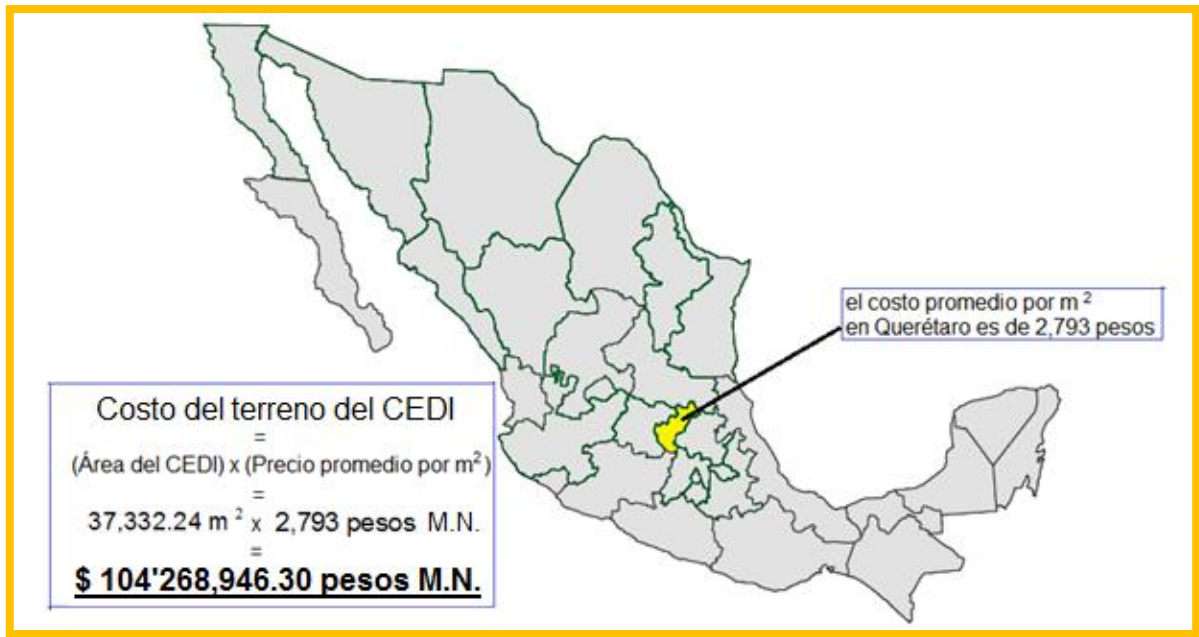 el costo promedio por m ²
en Querétaro es de 2,793 pesos
Costo del terreno del CEDI
=
(Área del CEDI) x (Precio promedio por m²)
=
37,332.24 m ² x 2,793 pesos M.N.
=
$ 104'268,946.30 pesos M.N.